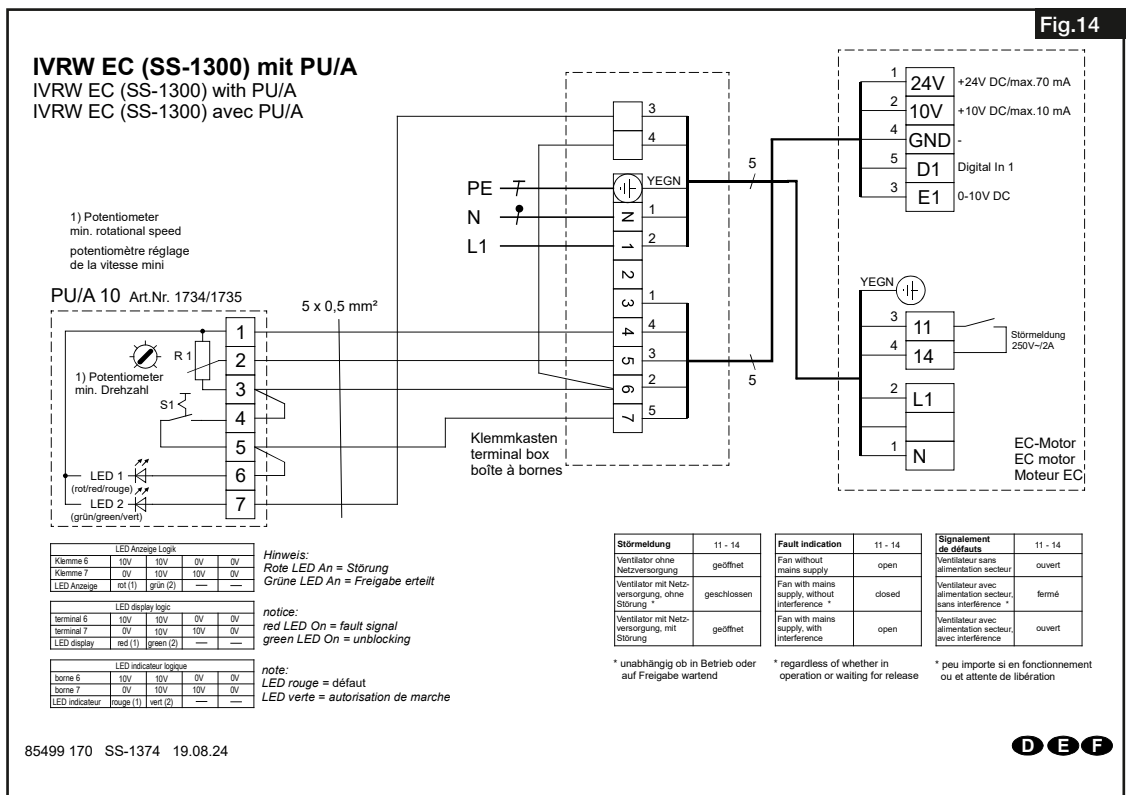 Fig.14
IVRW EC (SS-1300) mit PU/A
IVRW EC (SS-1300) with PU/A
IVRW EC (SS-1300) avec PU/A
1) Potentiometer
min. rotational speed
potentiomètre réglage
de la vitesse mini
PU/A 10 Art.Nr. 1734/1735
5 x 0,5 mm²
1) Potentiometer
min. Drehzahl
R 1
S1
LED 1
(rot/red/rouge)
LED 2
(grün/green/vert)
1
2
3
4
5
6
7
PE
N
L1
3
4
YEGN
N 1
1 2
2
3 1
4 4
5 3
6 2
7 5
Klemmkasten
terminal box
boîte à bornes
5
5
1 24V +24V DC/max.70 mA
2 10V +10V DC/max.10 mA
4 GND -
5 D1 Digital In 1
3 E1 0-10V DC
YEGN
3 11
4 14
Störmeldung
250V~/2A
2 L1
1 N
EC-Motor
EC motor
Moteur EC
LED Anzeige Logik
Klemme 6 10V 10V 0V 0V
Klemme 7 0V 10V 10V 0V
LED Anzeige rot (1) grün (2) — —
Hinweis:
Rote LED An = Störung
Grüne LED An = Freigabe erteilt
LED display logic
terminal 6 10V 10V 0V 0V
terminal 7 0V 10V 10V 0V
LED display red (1) green (2) — —
notice:
red LED On = fault signal
green LED On = unblocking
LED indicateur logique
borne 6 10V 10V 0V 0V
borne 7 0V 10V 10V 0V
LED indicateur rouge (1) vert (2) — —
note:
LED rouge = défaut
LED verte = autorisation de marche
Störmeldung 11 - 14
Ventilator ohne
Netzversorgung geöffnet
Ventilator mit Netz-
versorgung, ohne
Störung * geschlossen
Ventilator mit Netz-
versorgung, mit
Störung geöffnet
* unabhängig ob in Betrieb oder
auf Freigabe wartend
Fault indication 11 - 14
Fan without
mains supply open
Fan with mains
supply, without
interference * closed
Fan with mains
supply, with
interference open
* regardless of whether in
operation or waiting for release
Signalement
de défauts 11 - 14
Ventilateur sans
alimentation secteur ouvert
Ventilateur avec
alimentation secteur,
sans interférence * fermé
Ventilateur avec
alimentation secteur,
avec interférence ouvert
* peu importe si en fonctionnement
ou et attente de libération
85499 170 SS-1374 19.08.24
D E F